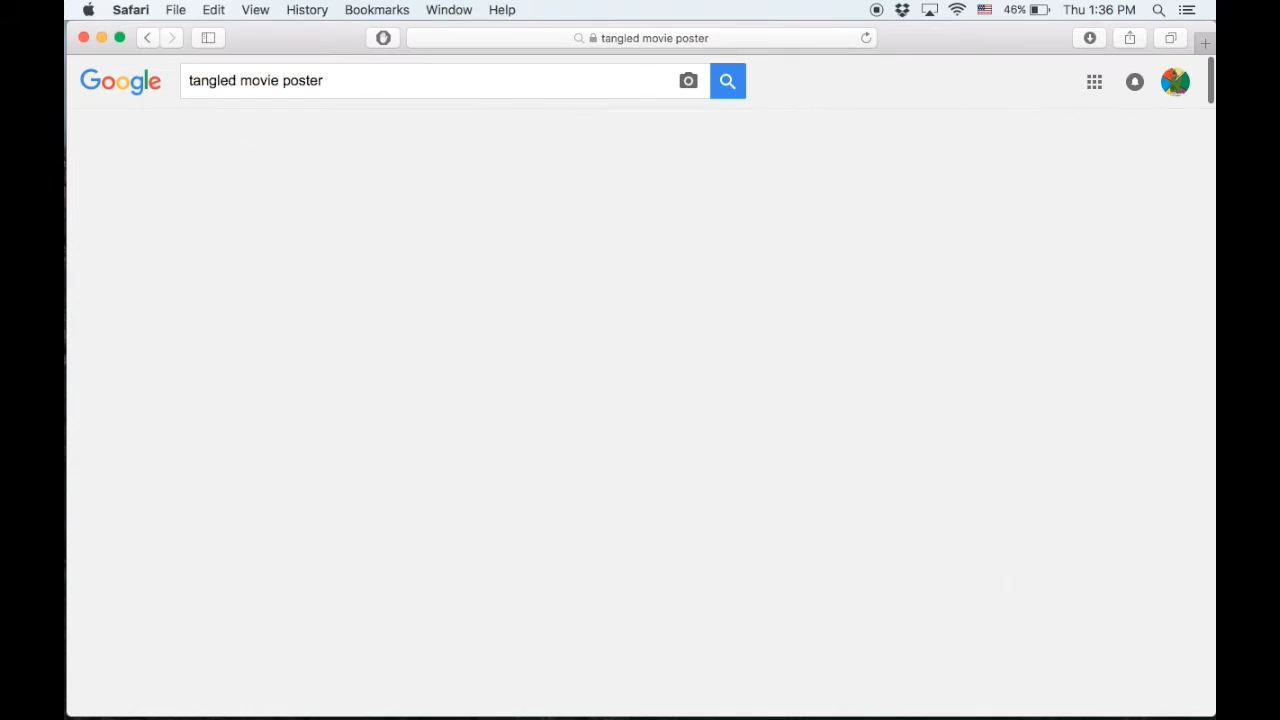 Safari File Edit View History Bookmarks Window Help 46% Thu 1:36 PM
tangled movie poster
Google tangled movie poster